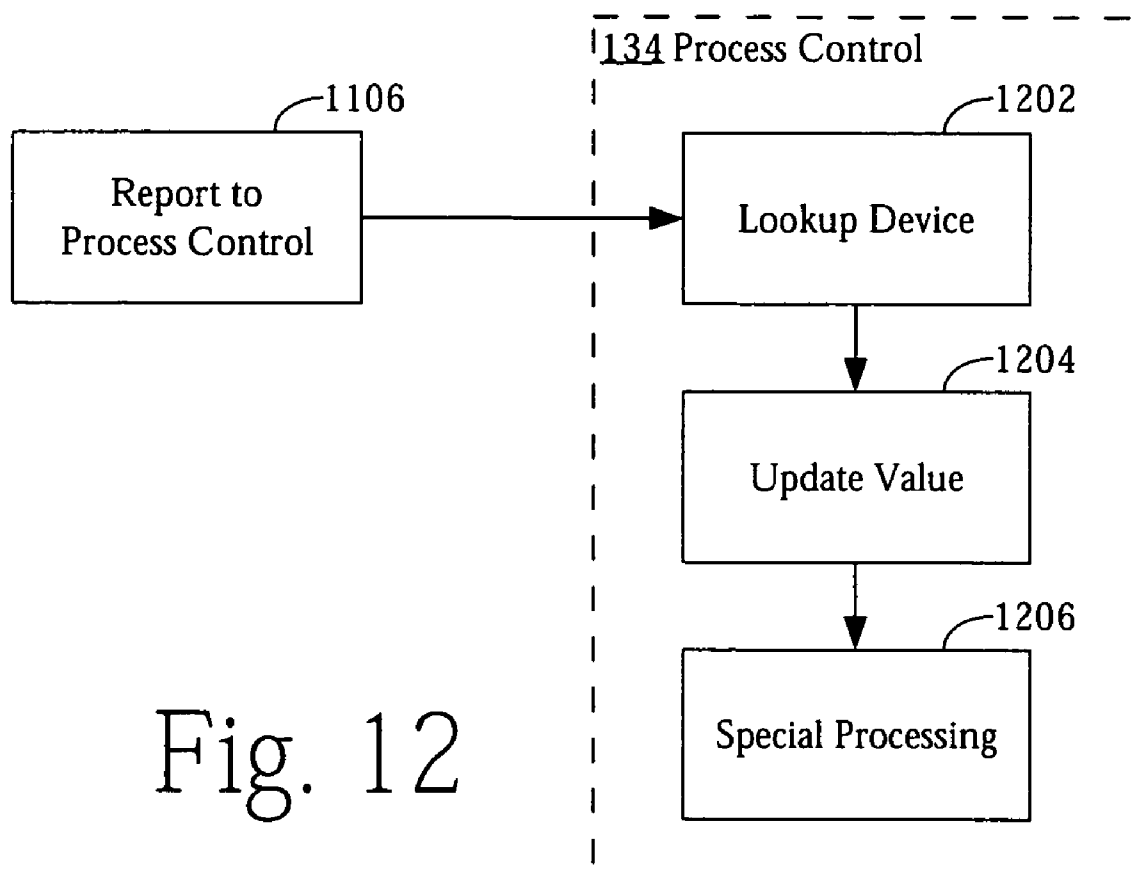 134 Process Control
1106
Report to
Process Control
1202
Lookup Device
1204
Update Value
1206
Special Processing
Fig. 12